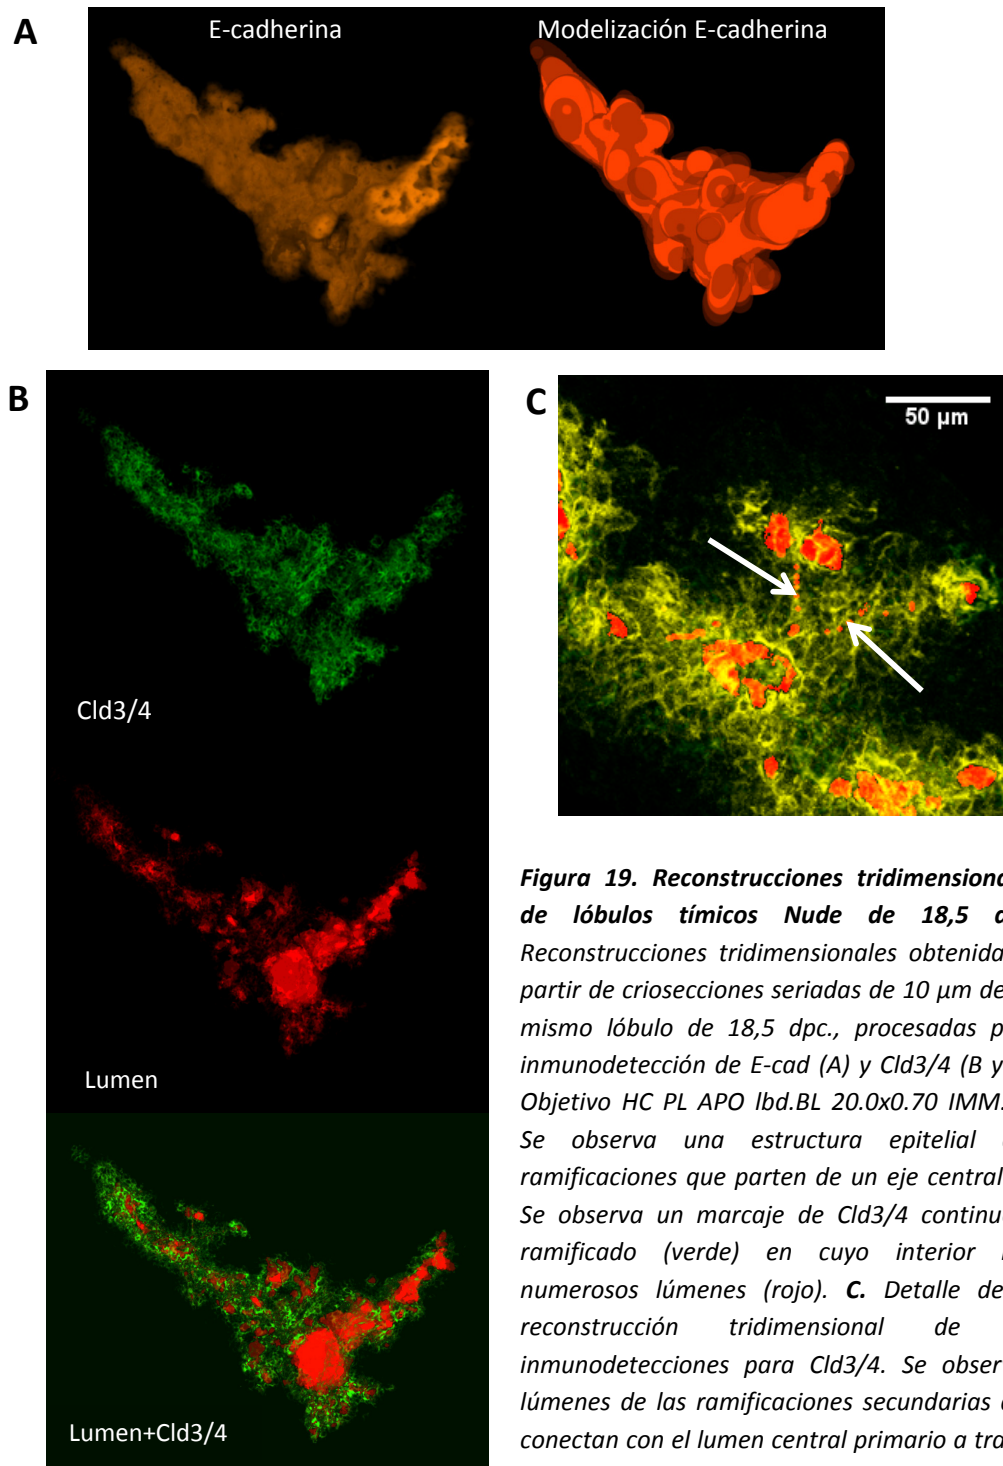 A
E-cadherina
Modelización E-cadherina
B
Cld3/4
Lumen
Lumen+Cld3/4
C
50 µm
Figura 19. Reconstrucciones tridimensiona
de lóbulos tímicos Nude de 18,5 d
Reconstrucciones tridimensionales obtenida
partir de criosecciones seriadas de 10 µm de
mismo lóbulo de 18,5 dpc., procesadas p
inmunodetección de E-cad (A) y Cld3/4 (B y
Objetivo HC PL APO lbd.BL 20.0x0.70 IMM.
Se observa una estructura epitelial
ramificaciones que parten de un eje central
Se observa un marcaje de Cld3/4 continu
ramificado (verde) en cuyo interior
numerosos lúmenes (rojo). C. Detalle de
reconstrucción tridimensional de
inmunodetecciones para Cld3/4. Se obser
lúmenes de las ramificaciones secundarias
conectan con el lumen central primario a tra